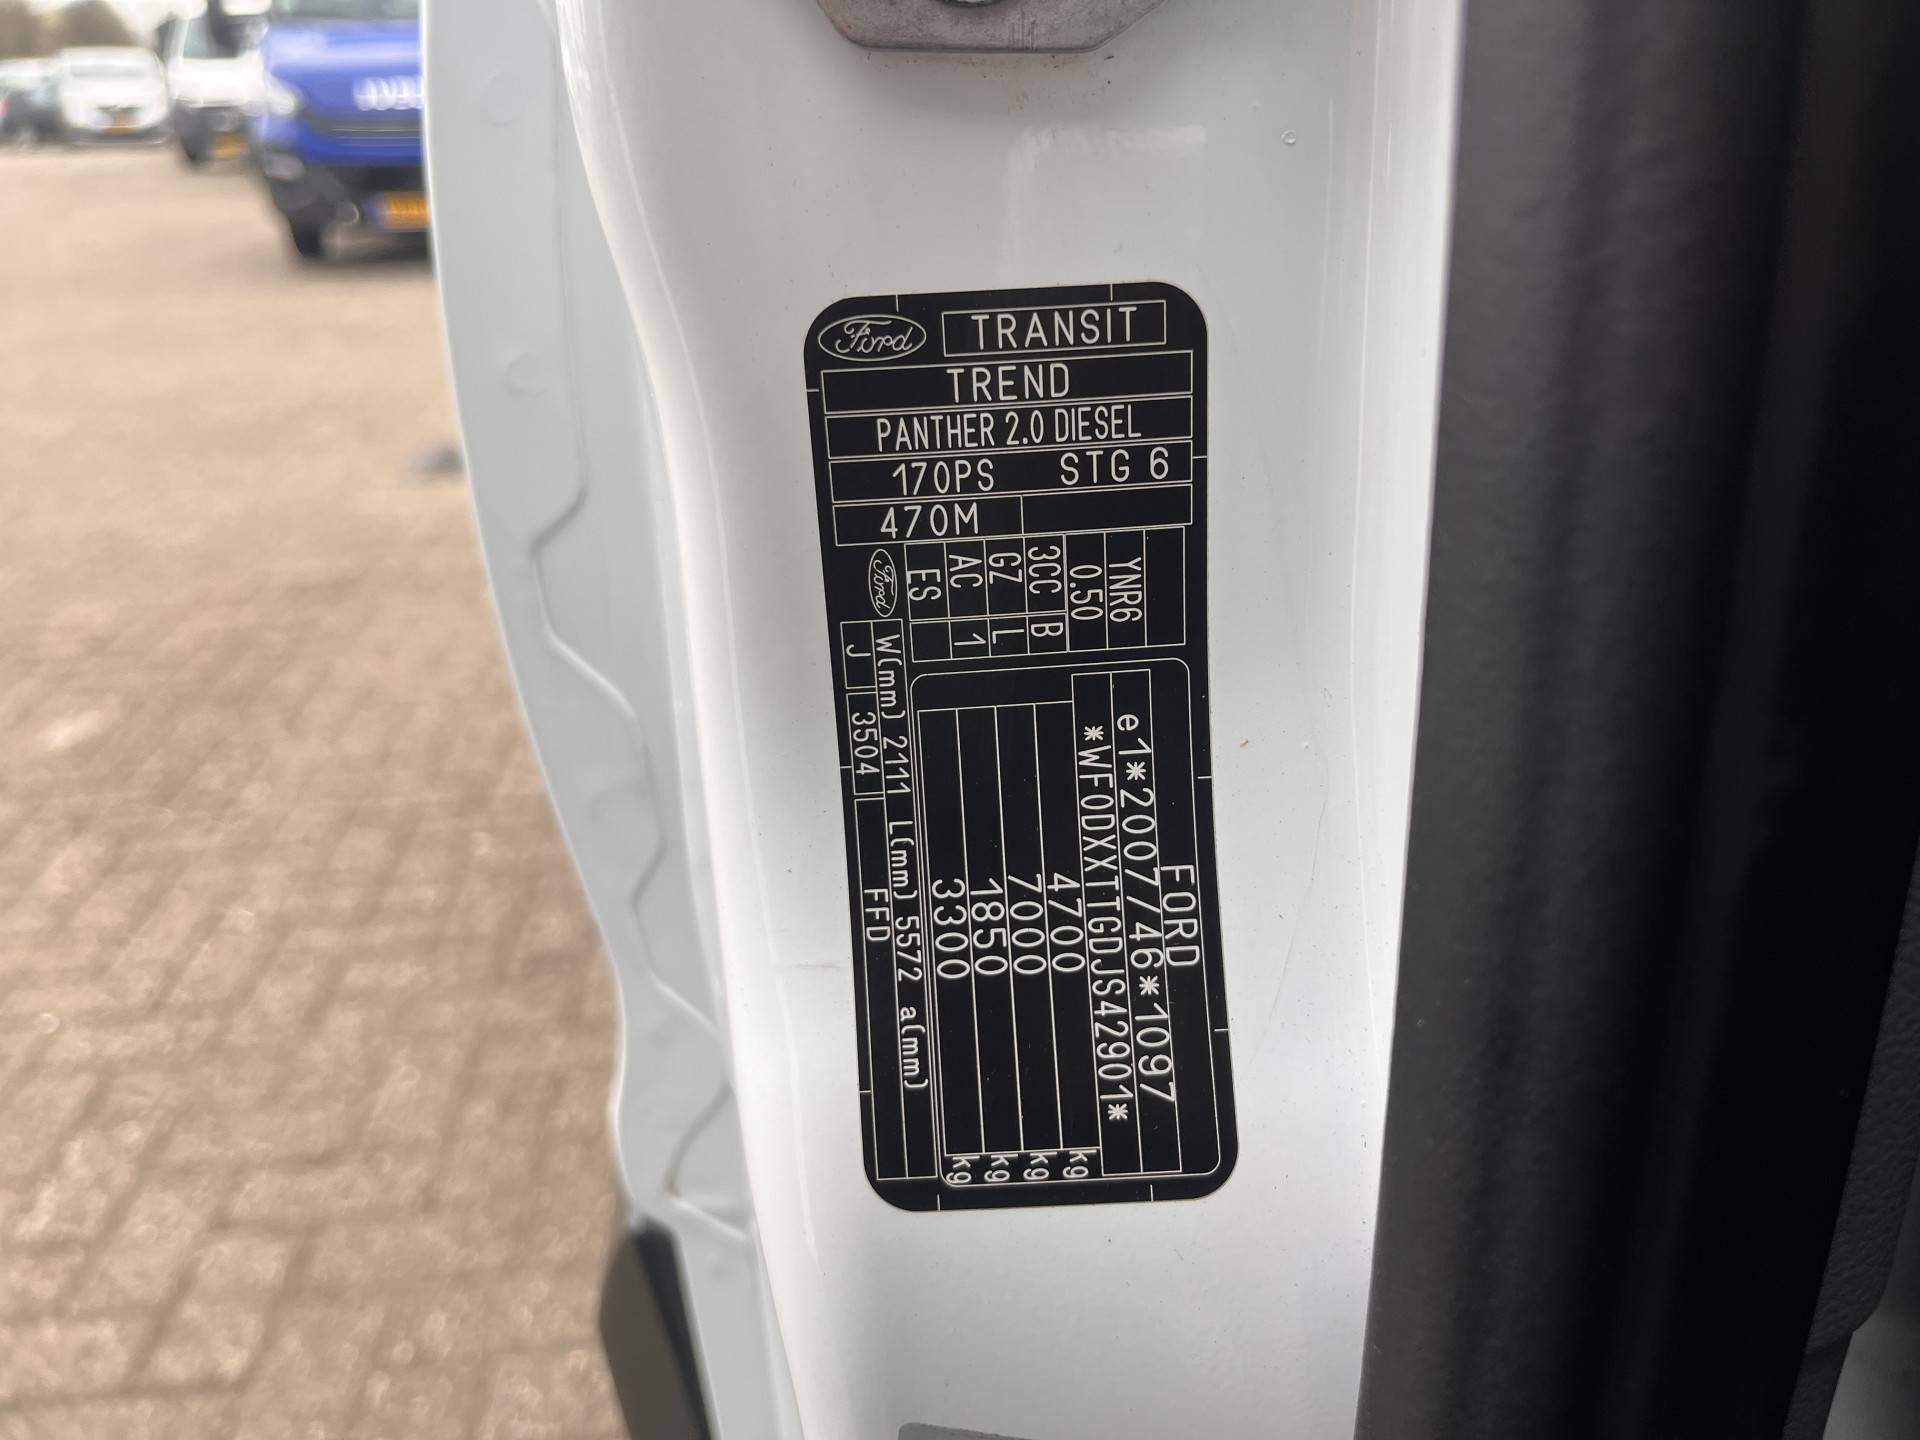 Ford TRANSIT
TREND
PANTHER 2.0 DIESEL
170PS STG 6
470M
YNR6
0.50
3CC B
GZ L
AC 1
ES
Ford
FORD
e1*2007/46*1097
*WF0DXXTTGDJS42901*
4700 kg
7000 kg
1850 kg
3300 kg
W(mm) 2111 L(mm) 5572 a(mm)
J 3504 FFD